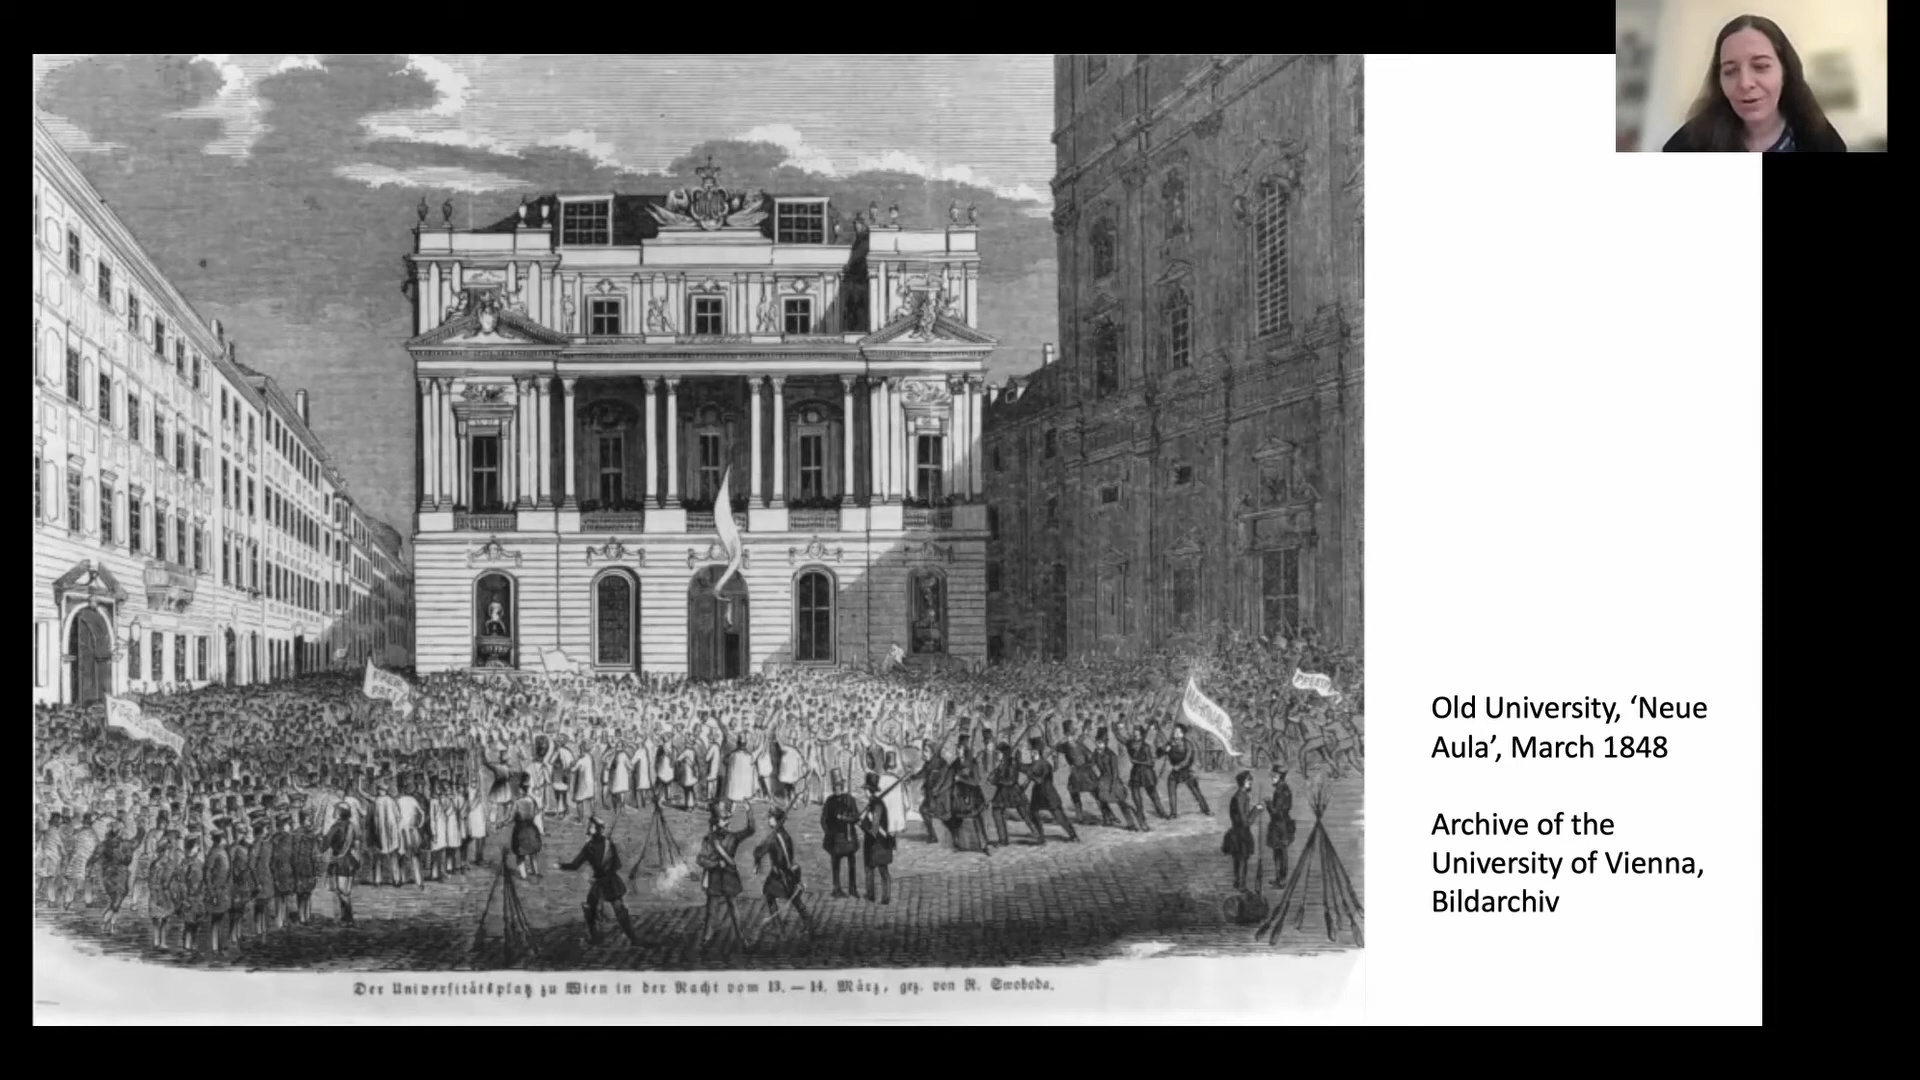 Old University, ‘Neue
Aula’, March 1848
Archive of the
University of Vienna,
Bildarchiv
Der Universitätsplatz zu Wien in der Nacht vom 13. – 14. März, gez. von R. Swoboda.